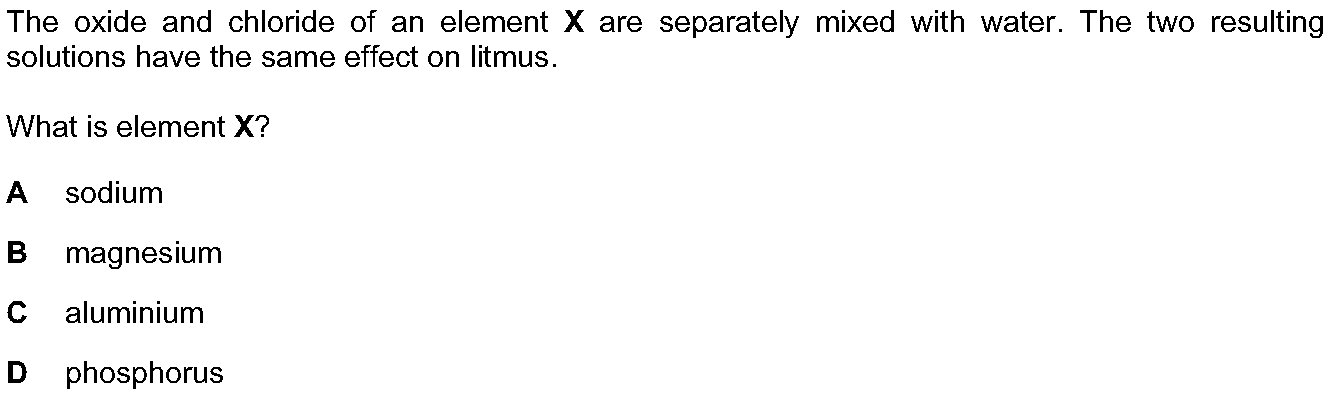 The oxide and chloride of an element X are separately mixed with water. The two resulting
solutions have the same effect on litmus.
What is element X?
A sodium
B magnesium
C aluminium
D phosphorus